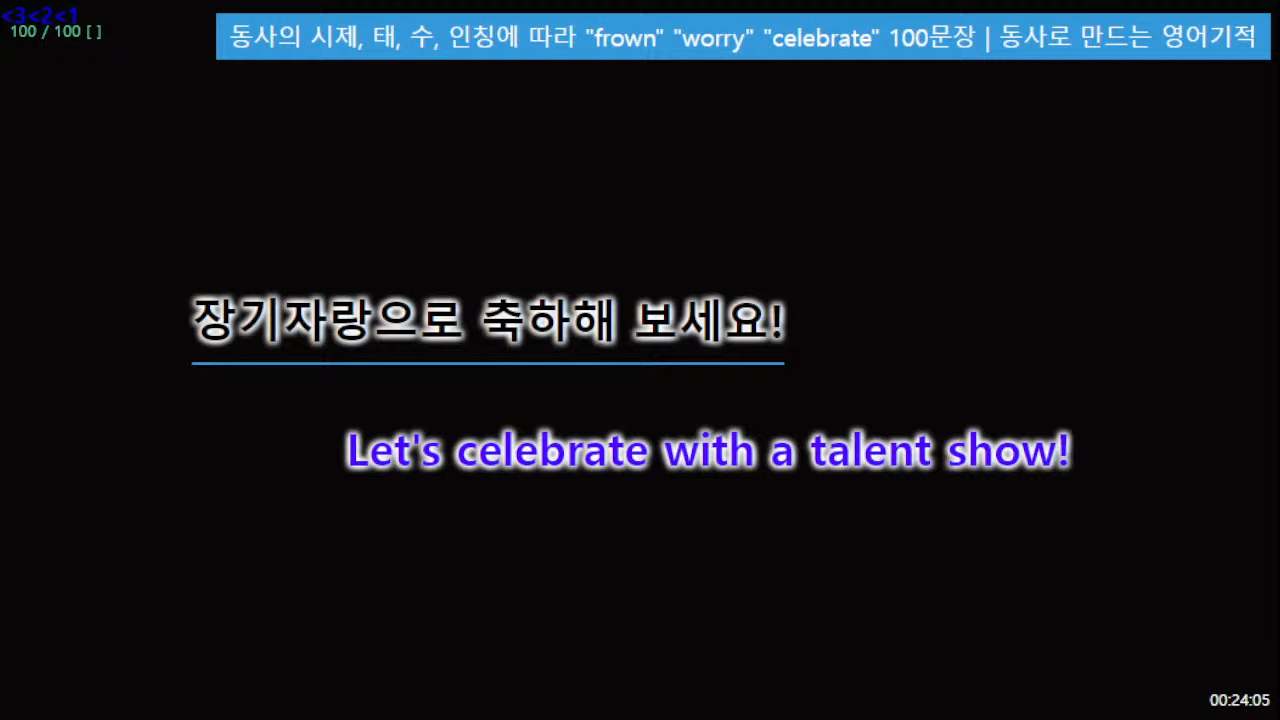 <3<2<1
100 / 100 [ ]
동사의 시제, 태, 수, 인칭에 따라 "frown" "worry" "celebrate" 100문장 | 동사로 만드는 영어기적
장기자랑으로 축하해 보세요!
Let's celebrate with a talent show!
00:24:05